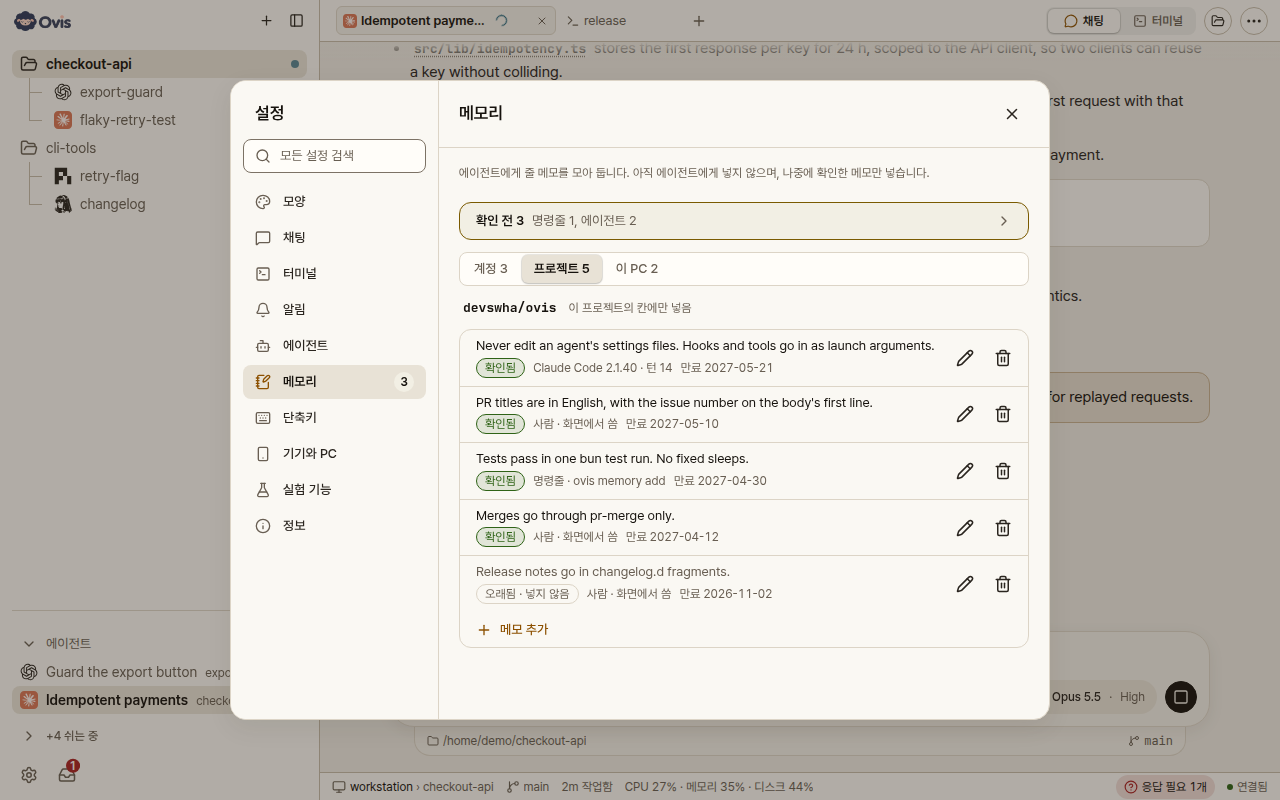 Ovis
Idempotent payme...
release
채팅
터미널
checkout-api
export-guard
flaky-retry-test
cli-tools
retry-flag
changelog
src/lib/idempotency.ts stores the first response per key for 24 h, scoped to the API client, so two clients can reuse
a key without colliding.
rst request with that
ayment.
ntics.
for replayed requests.
설정
모든 설정 검색
모양
채팅
터미널
알림
에이전트
메모리 3
단축키
기기와 PC
실험 기능
정보
메모리
에이전트에게 줄 메모를 모아 둡니다. 아직 에이전트에게 넣지 않으며, 나중에 확인한 메모만 넣습니다.
확인 전 3 명령줄 1, 에이전트 2
계정 3 프로젝트 5 이 PC 2
devswha/ovis 이 프로젝트의 칸에만 넣음
Never edit an agent's settings files. Hooks and tools go in as launch arguments.
확인됨 Claude Code 2.1.40 · 턴 14 만료 2027-05-21
PR titles are in English, with the issue number on the body's first line.
확인됨 사람 · 화면에서 씀 만료 2027-05-10
Tests pass in one bun test run. No fixed sleeps.
확인됨 명령줄 · ovis memory add 만료 2027-04-30
Merges go through pr-merge only.
확인됨 사람 · 화면에서 씀 만료 2027-04-12
Release notes go in changelog.d fragments.
오래됨 · 넣지 않음 사람 · 화면에서 씀 만료 2026-11-02
메모 추가
에이전트
Guard the export button expo
Idempotent payments checke
+4 쉬는 중
1
Opus 5.5 · High
/home/demo/checkout-api
main
workstation › checkout-api main 2m 작업함 CPU 27% · 메모리 35% · 디스크 44%
응답 필요 1개
연결됨